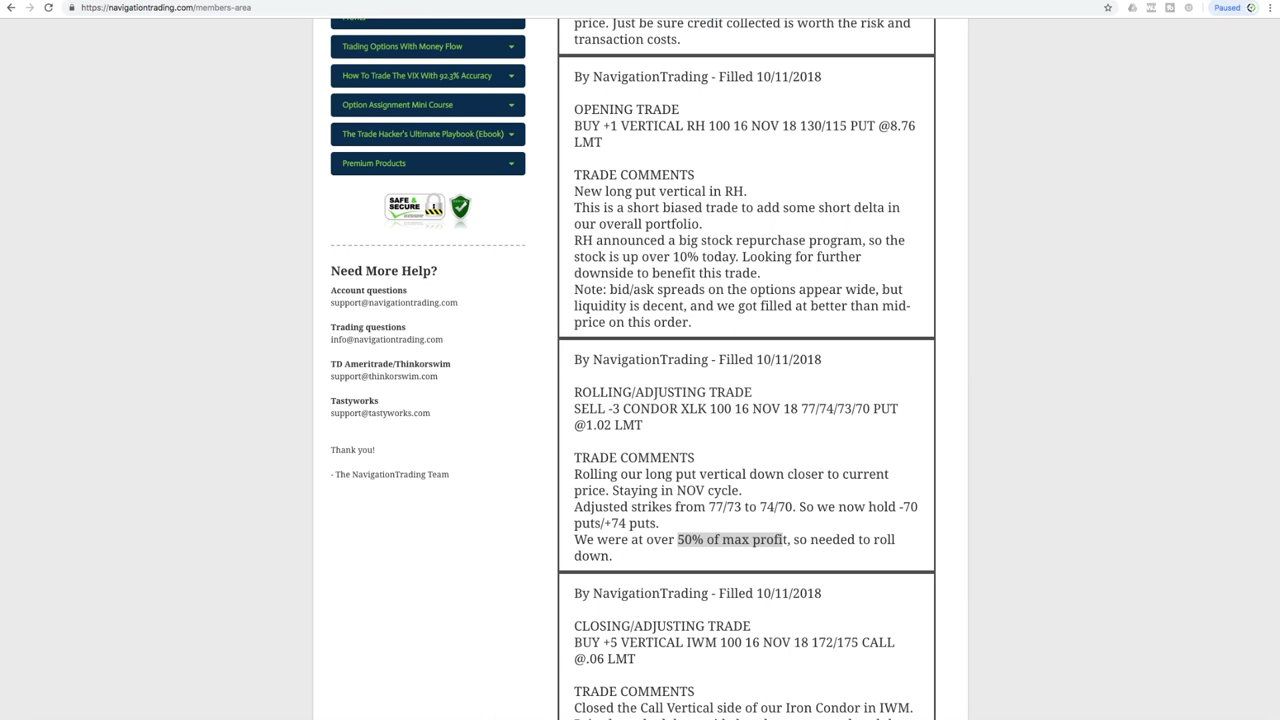 https://navigationtrading.com/members-area
Paused
Trading Options With Money Flow
How To Trade The VIX With 92.3% Accuracy
Option Assignment Mini Course
The Trade Hacker's Ultimate Playbook (Ebook)
Premium Products
SAFE &
SECURE
Need More Help?
Account questions
support@navigationtrading.com
Trading questions
info@navigationtrading.com
TD Ameritrade/Thinkorswim
support@thinkorswim.com
Tastyworks
support@tastyworks.com
Thank you!
- The NavigationTrading Team
price. Just be sure credit collected is worth the risk and
transaction costs.
By NavigationTrading - Filled 10/11/2018
OPENING TRADE
BUY +1 VERTICAL RH 100 16 NOV 18 130/115 PUT @8.76
LMT
TRADE COMMENTS
New long put vertical in RH.
This is a short biased trade to add some short delta in
our overall portfolio.
RH announced a big stock repurchase program, so the
stock is up over 10% today. Looking for further
downside to benefit this trade.
Note: bid/ask spreads on the options appear wide, but
liquidity is decent, and we got filled at better than mid-
price on this order.
By NavigationTrading - Filled 10/11/2018
ROLLING/ADJUSTING TRADE
SELL -3 CONDOR XLK 100 16 NOV 18 77/74/73/70 PUT
@1.02 LMT
TRADE COMMENTS
Rolling our long put vertical down closer to current
price. Staying in NOV cycle.
Adjusted strikes from 77/73 to 74/70. So we now hold -70
puts/+74 puts.
We were at over 50% of max profit, so needed to roll
down.
By NavigationTrading - Filled 10/11/2018
CLOSING/ADJUSTING TRADE
BUY +5 VERTICAL IWM 100 16 NOV 18 172/175 CALL
@.06 LMT
TRADE COMMENTS
Closed the Call Vertical side of our Iron Condor in IWM.